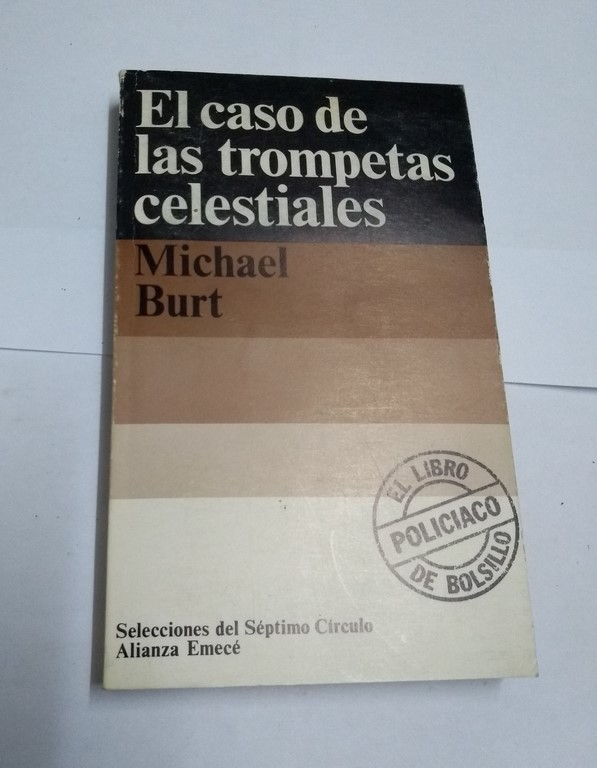 El caso de
las trompetas
celestiales
Michael
Burt
EL LIBRO
POLICIACO
DE BOLSILLO
Selecciones del Séptimo Círculo
Alianza Emecé